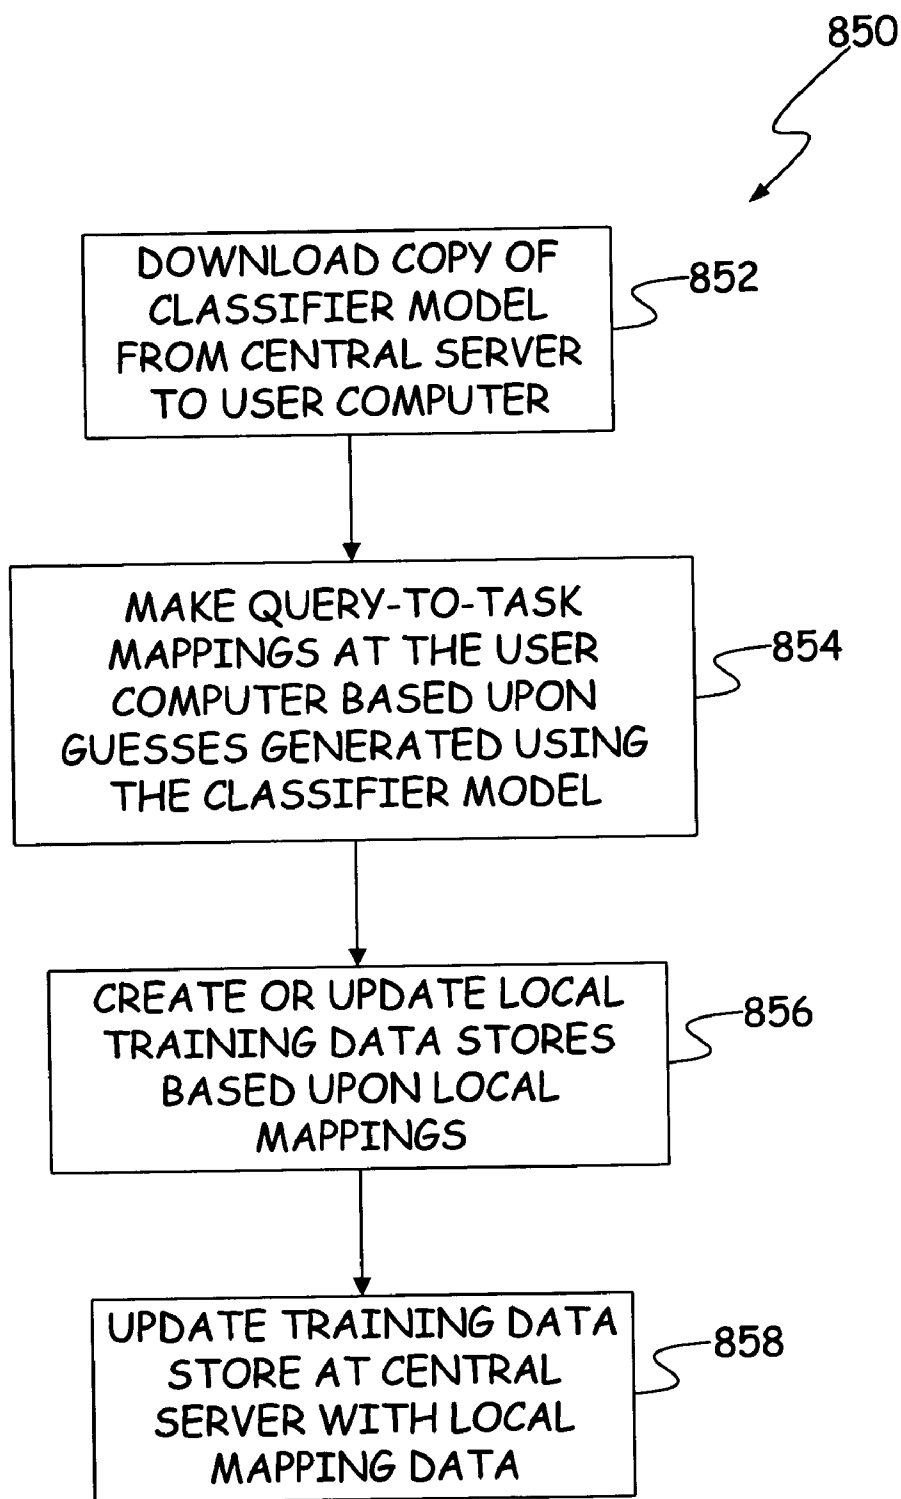 850
DOWNLOAD COPY OF
CLASSIFIER MODEL
FROM CENTRAL SERVER
TO USER COMPUTER
852
MAKE QUERY-TO-TASK
MAPPINGS AT THE USER
COMPUTER BASED UPON
GUESSES GENERATED USING
THE CLASSIFIER MODEL
854
CREATE OR UPDATE LOCAL
TRAINING DATA STORES
BASED UPON LOCAL
MAPPINGS
856
UPDATE TRAINING DATA
STORE AT CENTRAL
SERVER WITH LOCAL
MAPPING DATA
858